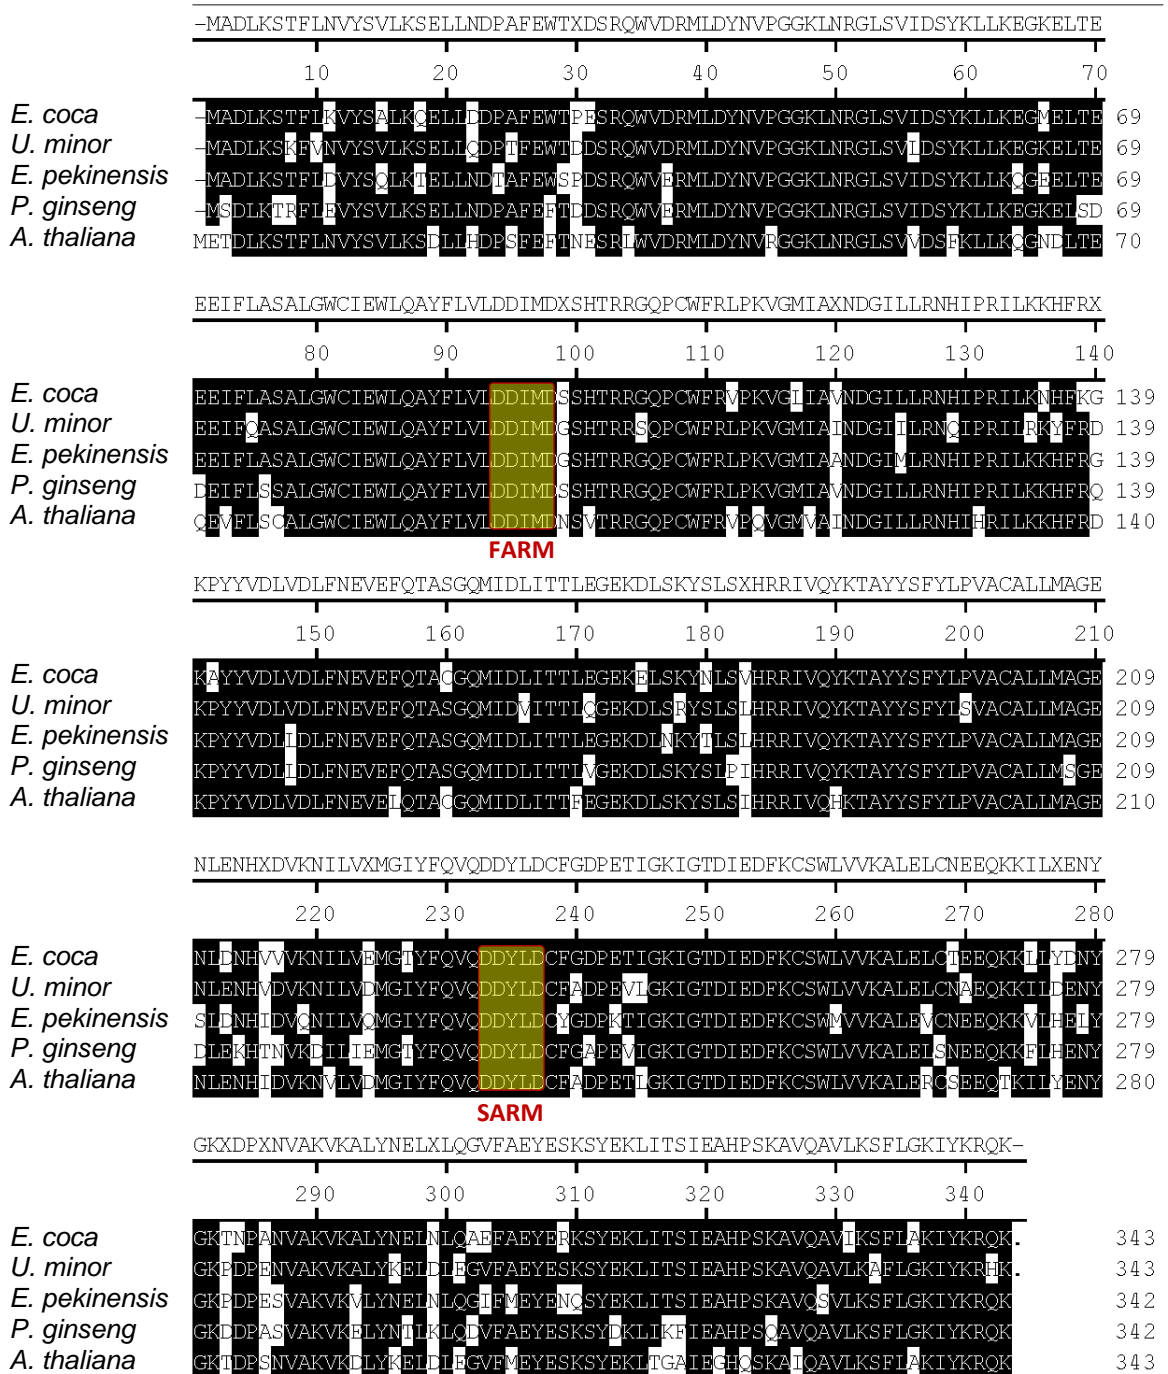 -MADLKSTFLNVYSVLKSELLNDPAFEWTXDSRQWVDRMLDYNVPGGKLNRGLSVIDSYKLLKEGKELTE
10 20 30 40 50 60 70
E. coca -MADLKSTFLKVYSALKQELLDDPAFEWTPESRQWVDRMLDYNVPGGKLNRGLSVIDSYKLLKEGMELTE 69
U. minor -MADLKSKFVNVYSVLKSELLQDPTFEWTDDSRQWVDRMLDYNVPGGKLNRGLSVLDSYKLLKEGKELTE 69
E. pekinensis -MADLKSTFLDVYSQLKTELLNDTAFEWSPDSRQWVERMLDYNVPGGKLNRGLSVIDSYKLLKQGEELTE 69
P. ginseng -MSDLKTRFLEVYSVLKSELLNDPAFEFTDDSRQWVERMLDYNVPGGKLNRGLSVIDSYKLLKEGKELSD 69
A. thaliana METDLKSTFLNVYSVLKSDLLHDPSFEFTNESRLWVDRMLDYNVRGGKLNRGLSVVDSFKLLKQGNDLTE 70
EEIFLASALGWCIEWLQAYFLVLDDIMDXSHTRRGQPCWFRLPKVGMIAXNDGILLRNHIPRILKKHFRX
80 90 100 110 120 130 140
E. coca EEIFLASALGWCIEWLQAYFLVLDDIMDSSHTRRGQPCWFRVPKVGLIAVNDGILLRNHIPRILKNHFKG 139
U. minor EEIFQASALGWCIEWLQAYFLVLDDIMDGSHTRRSQPCWFRLPKVGMIAINDGIILRNQIPRILRKYFRD 139
E. pekinensis EEIFLASALGWCIEWLQAYFLVLDDIMDGSHTRRGQPCWFRLPKVGMIAANDGIMLRNHIPRILKKHFRG 139
P. ginseng DEIFLSSALGWCIEWLQAYFLVLDDIMDSSHTRRGQPCWFRLPKVGMIAVNDGILLRNHIPRILKKHFRQ 139
A. thaliana QEVFLSCALGWCIEWLQAYFLVLDDIMDNSVTRRGQPCWFRVPQVGMVAINDGILLRNHIHRILKKHFRD 140
FARM
KPYYVDLVDLFNEVEFQTASGQMIDLITTLEGEKDLSKYSLSXHRRIVQYKTAYYSFYLPVACALLMAGE
150 160 170 180 190 200 210
E. coca KAYYVDLVDLFNEVEFQTACGQMIDLITTLEGEKELSKYNLSVHRRIVQYKTAYYSFYLPVACALLMAGE 209
U. minor KPYYVDLVDLFNEVEFQTASGQMIDVITTLQGEKDLSRYSLSLHRRIVQYKTAYYSFYLSVACALLMAGE 209
E. pekinensis KPYYVDLLDLFNEVEFQTASGQMIDLITTLEGEKDLNKYTLSLHRRIVQYKTAYYSFYLPVACALLMAGE 209
P. ginseng KPYYVDLLDLFNEVEFQTASGQMIDLITTLVGEKDLSKYSLPIHRRIVQYKTAYYSFYLPVACALLMSGE 209
A. thaliana KPYYVDLVDLFNEVELQTACGQMIDLITTFEGEKDLSKYSLSIHRRIVQHKTAYYSFYLPVACALLMAGE 210
NLENHXDVKNILVXMGIYFQVQDDYLDCFGDPETIGKIGTDIEDFKCSWLVVKALELCNEEQKKILXENY
220 230 240 250 260 270 280
E. coca NLDNHVVVKNILVEMGTYFQVQDDYLDCFGDPETIGKIGTDIEDFKCSWLVVKALELCTEEQKKLLYDNY 279
U. minor NLENHVDVKNILVDMGIYFQVQDDYLDCFADPEVLGKIGTDIEDFKCSWLVVKALELCNAEQKKILDENY 279
E. pekinensis SLDNHIDVQNILVQMGIYFQVQDDYLDCYGDPKTIGKIGTDIEDFKCSWMVVKALEVCNEEQKKVLHELY 279
P. ginseng DLEKHTNVKDILIEMGTYFQVQDDYLDCFGAPEVIGKIGTDIEDFKCSWLVVKALELSNEEQKKFLHENY 279
A. thaliana NLENHIDVKNVLVDMGIYFQVQDDYLDCFADPETLGKIGTDIEDFKCSWLVVKALERCSEEQTKILYENY 280
SARM
GKXDPXNVAKVKALYNELXLQGVFAEYESKSYEKLITSIEAHPSKAVQAVLKSFLGKIYKRQK-
290 300 310 320 330 340
E. coca GKTNPANVAKVKALYNELNLQAEFAEYERKSYEKLITSIEAHPSKAVQAVIKSFLAKIYKRQK. 343
U. minor GKPDPENVAKVKALYKELDLEGVFAEYESKSYEKLITSIEAHPSKAVQAVLKAFLGKIYKRHK. 343
E. pekinensis GKPDPESVAKVKVLYNELNLQGIFMEYENQSYEKLITSIEAHPSKAVQSVLKSFLGKIYKRQK 342
P. ginseng GKDDPASVAKVKELYNTLKLQDVFAEYESKSYDKLIKFIEAHPSQAVQAVLKSFLGKIYKRQK 342
A. thaliana GKTDPSNVAKVKDLYKELDLEGVFMEYESKSYEKLTGAIEGHQSKAIQAVLKSFLAKIYKRQK 343